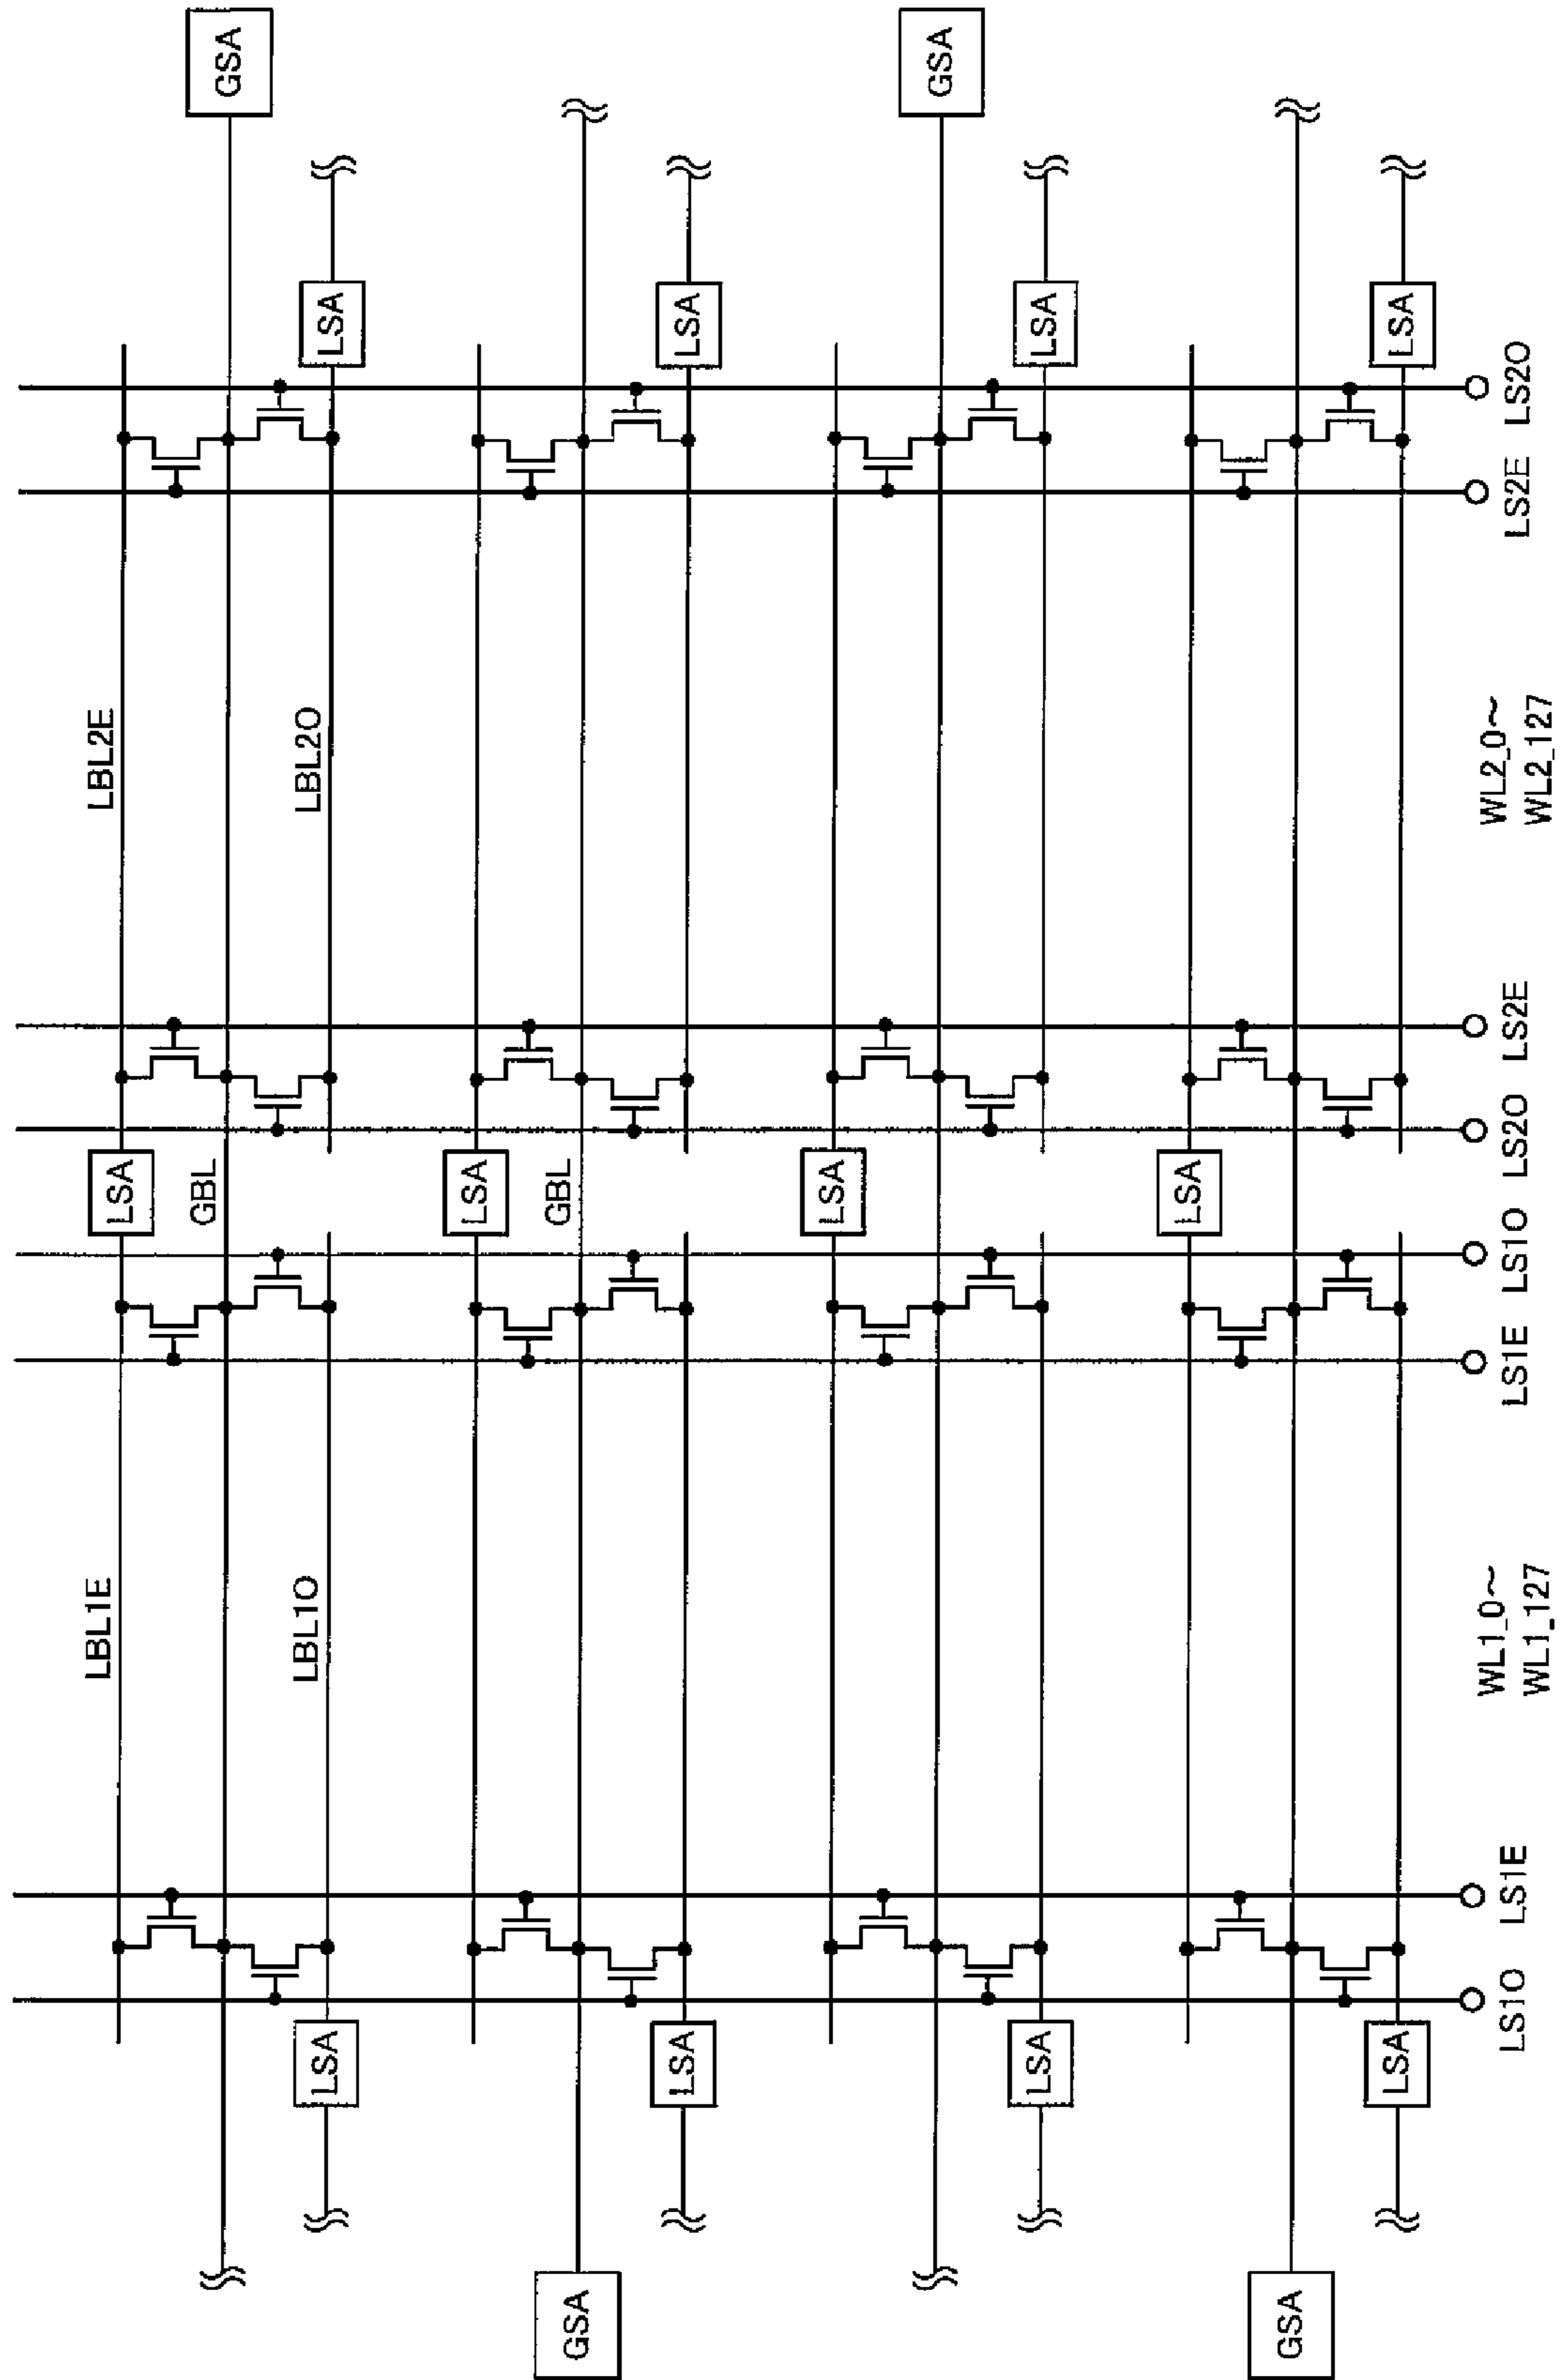 LBL1E
LSA
LBL2E
GBL
GSA
LSA
LBL1O
LBL2O
LSA
LSA
GSA
GBL
LSA
LSA
LSA
GSA
LSA
LSA
LSA
GSA
LSA
LSA
LS1O
LS1E
WL1_0~
WL1_127
LS1E
LS1O
LS2O
LS2E
WL2_0~
WL2_127
LS2E
LS2O